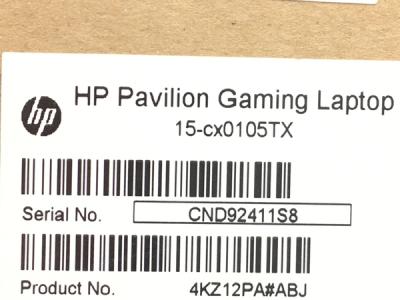 hp
HP Pavilion Gaming Laptop
15-cx0105TX
Serial No. CND92411S8
Product No. 4KZ12PA#ABJ